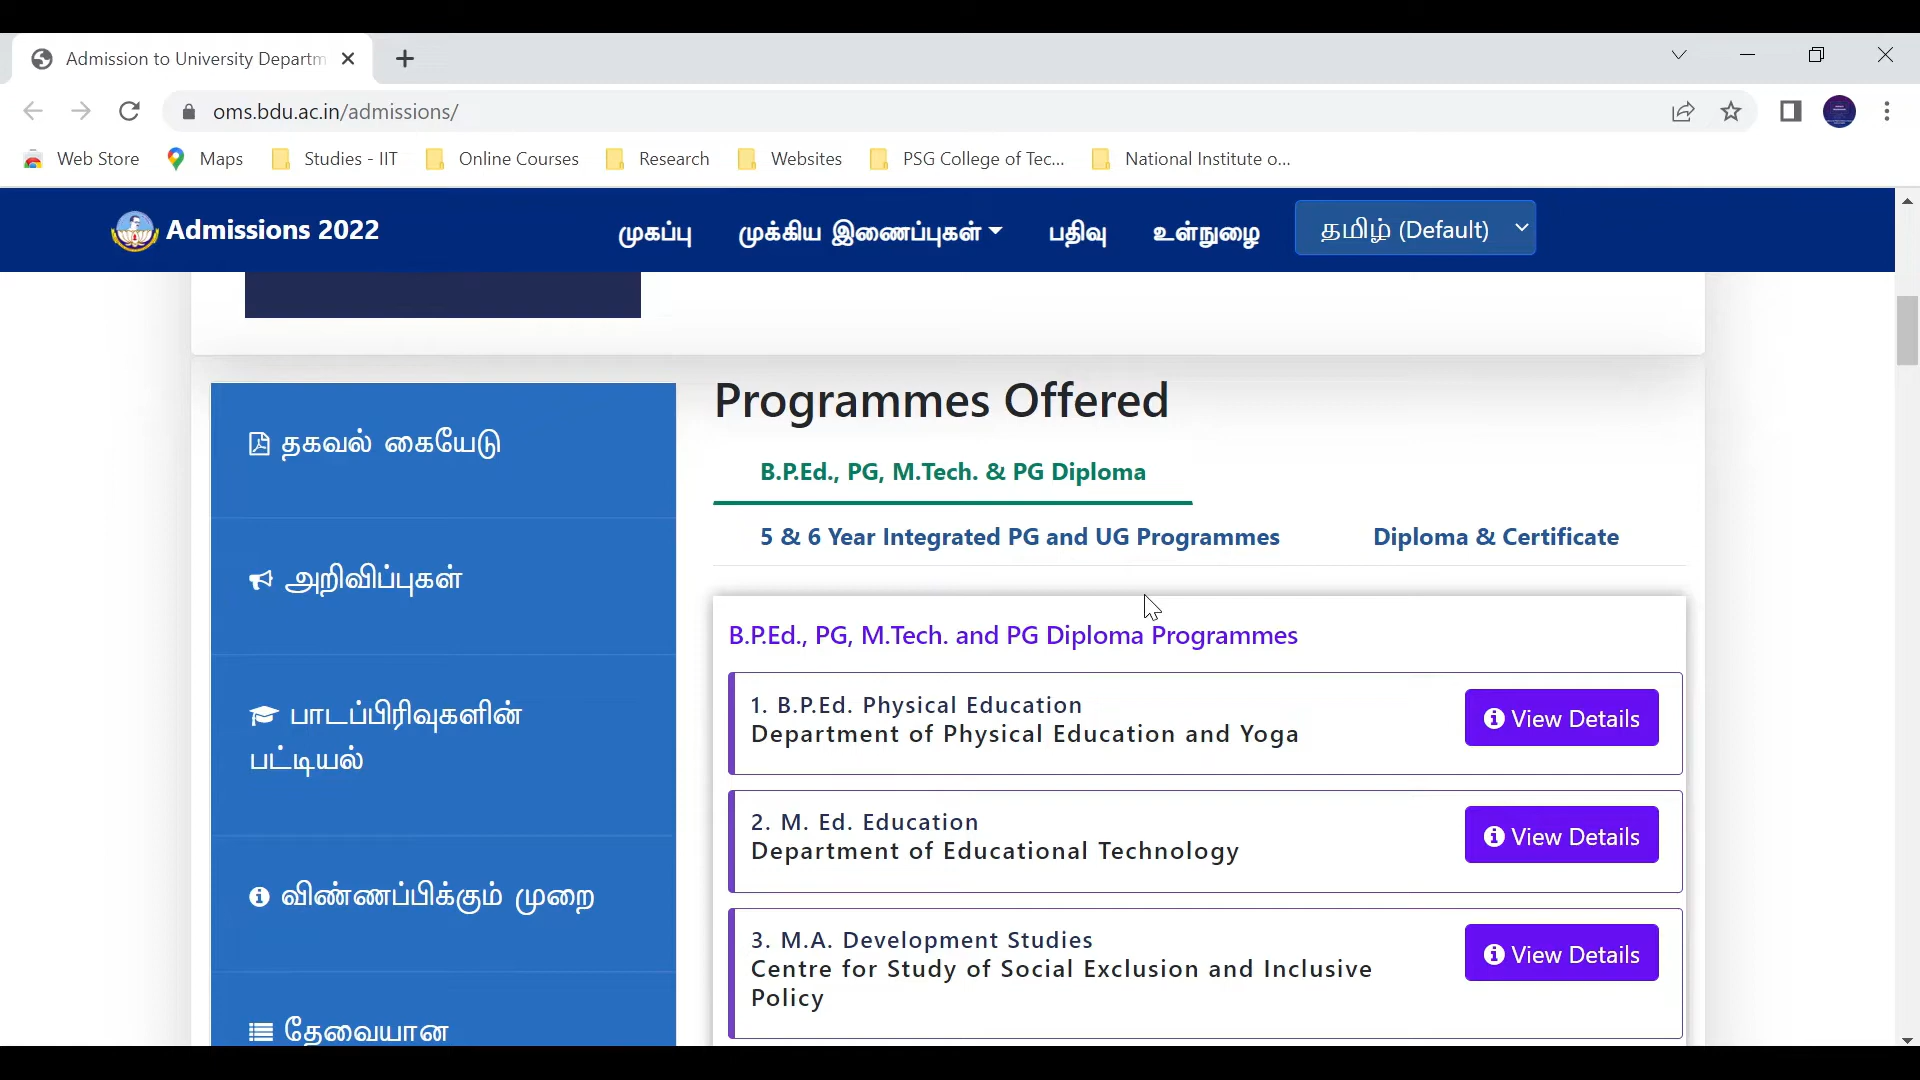 Admission to University Departm
oms.bdu.ac.in/admissions/
Web Store
Maps
Studies - IIT
Online Courses
Research
Websites
PSG College of Tec...
National Institute o...
Admissions 2022
முகப்பு
முக்கிய இணைப்புகள்
பதிவு
உள்நுழை
தமிழ் (Default)
தகவல் கையேடு
அறிவிப்புகள்
பாடப்பிரிவுகளின்
பட்டியல்
விண்ணப்பிக்கும் முறை
தேவையான
Programmes Offered
B.P.Ed., PG, M.Tech. & PG Diploma
5 & 6 Year Integrated PG and UG Programmes
Diploma & Certificate
B.P.Ed., PG, M.Tech. and PG Diploma Programmes
1. B.P.Ed. Physical Education
Department of Physical Education and Yoga
View Details
2. M. Ed. Education
Department of Educational Technology
View Details
3. M.A. Development Studies
Centre for Study of Social Exclusion and Inclusive
Policy
View Details